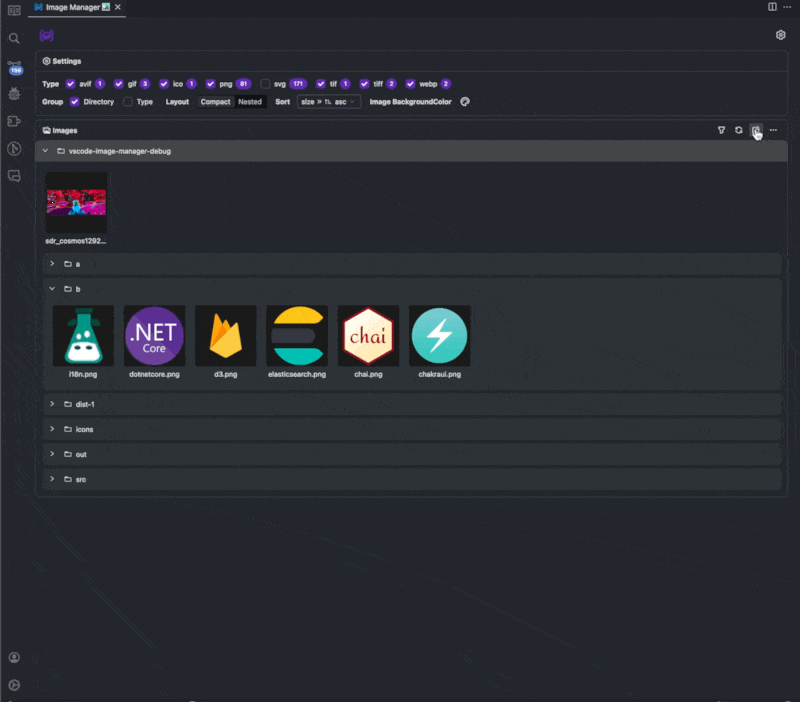 Image Manager
Settings
Type avif 1 gif 3 ico 1 png 81 svg 171 tif 1 tiff 2 webp 2
Group Directory Type Layout Compact Nested Sort size » asc Image BackgroundColor
156
Images
vscode-image-manager-debug
sdr_cosmos1292...
a
b
.NET
Core
chai
i18n.png dotnetcore.png d3.png elasticsearch.png chai.png chakraui.png
dist-1
icons
out
src